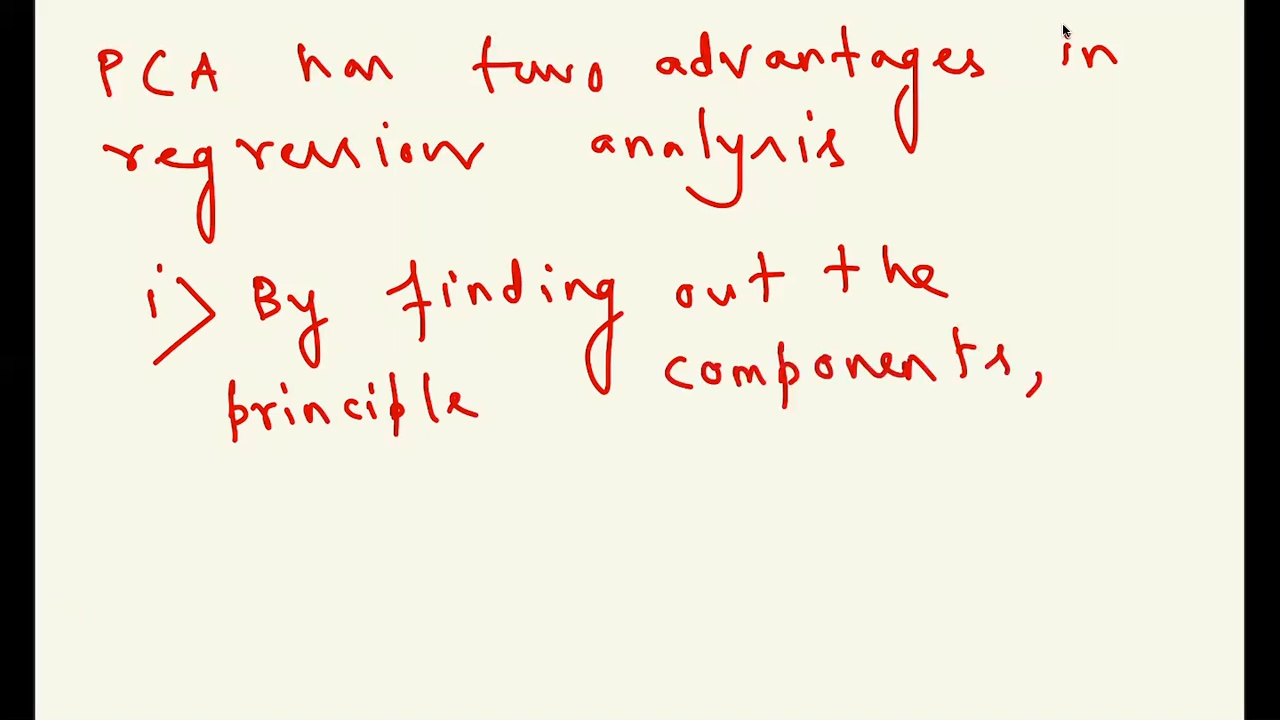 PCA has two advantages in
regression analysis
i> By finding out the
principle components,